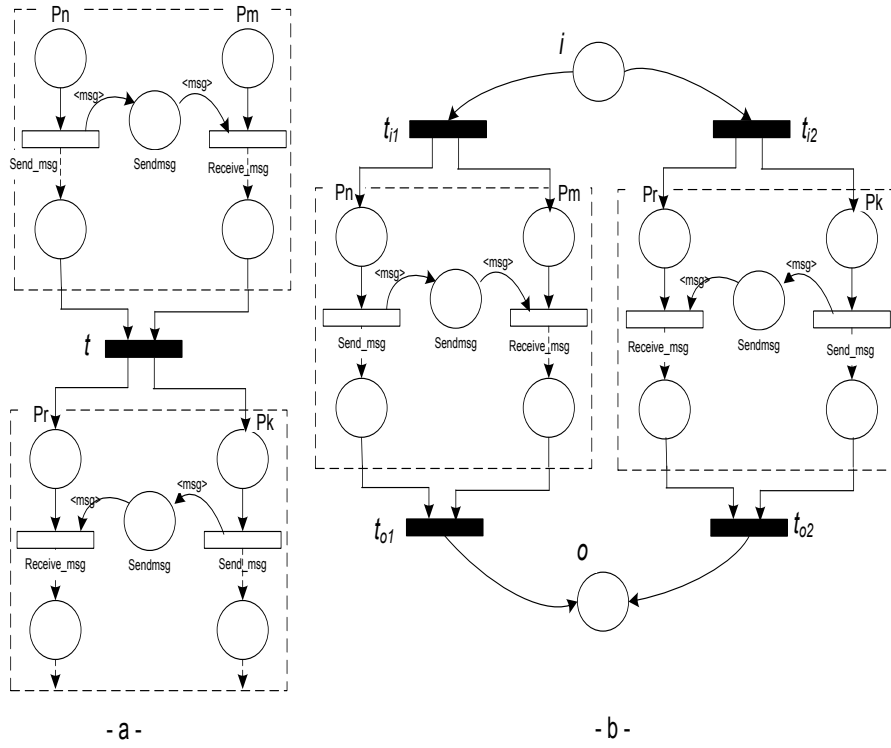 Pn
Pm
<msg>
<msg>
Send_msg
Sendmsg
Receive_msg
t
Pr
Pk
<msg>
<msg>
Receive_msg
Sendmsg
Send_msg
- a -
i
ti1
ti2
Pn
Pm
<msg>
<msg>
Send_msg
Sendmsg
Receive_msg
Pr
Pk
<msg>
<msg>
Receive_msg
Sendmsg
Send_msg
to1
to2
o
- b -